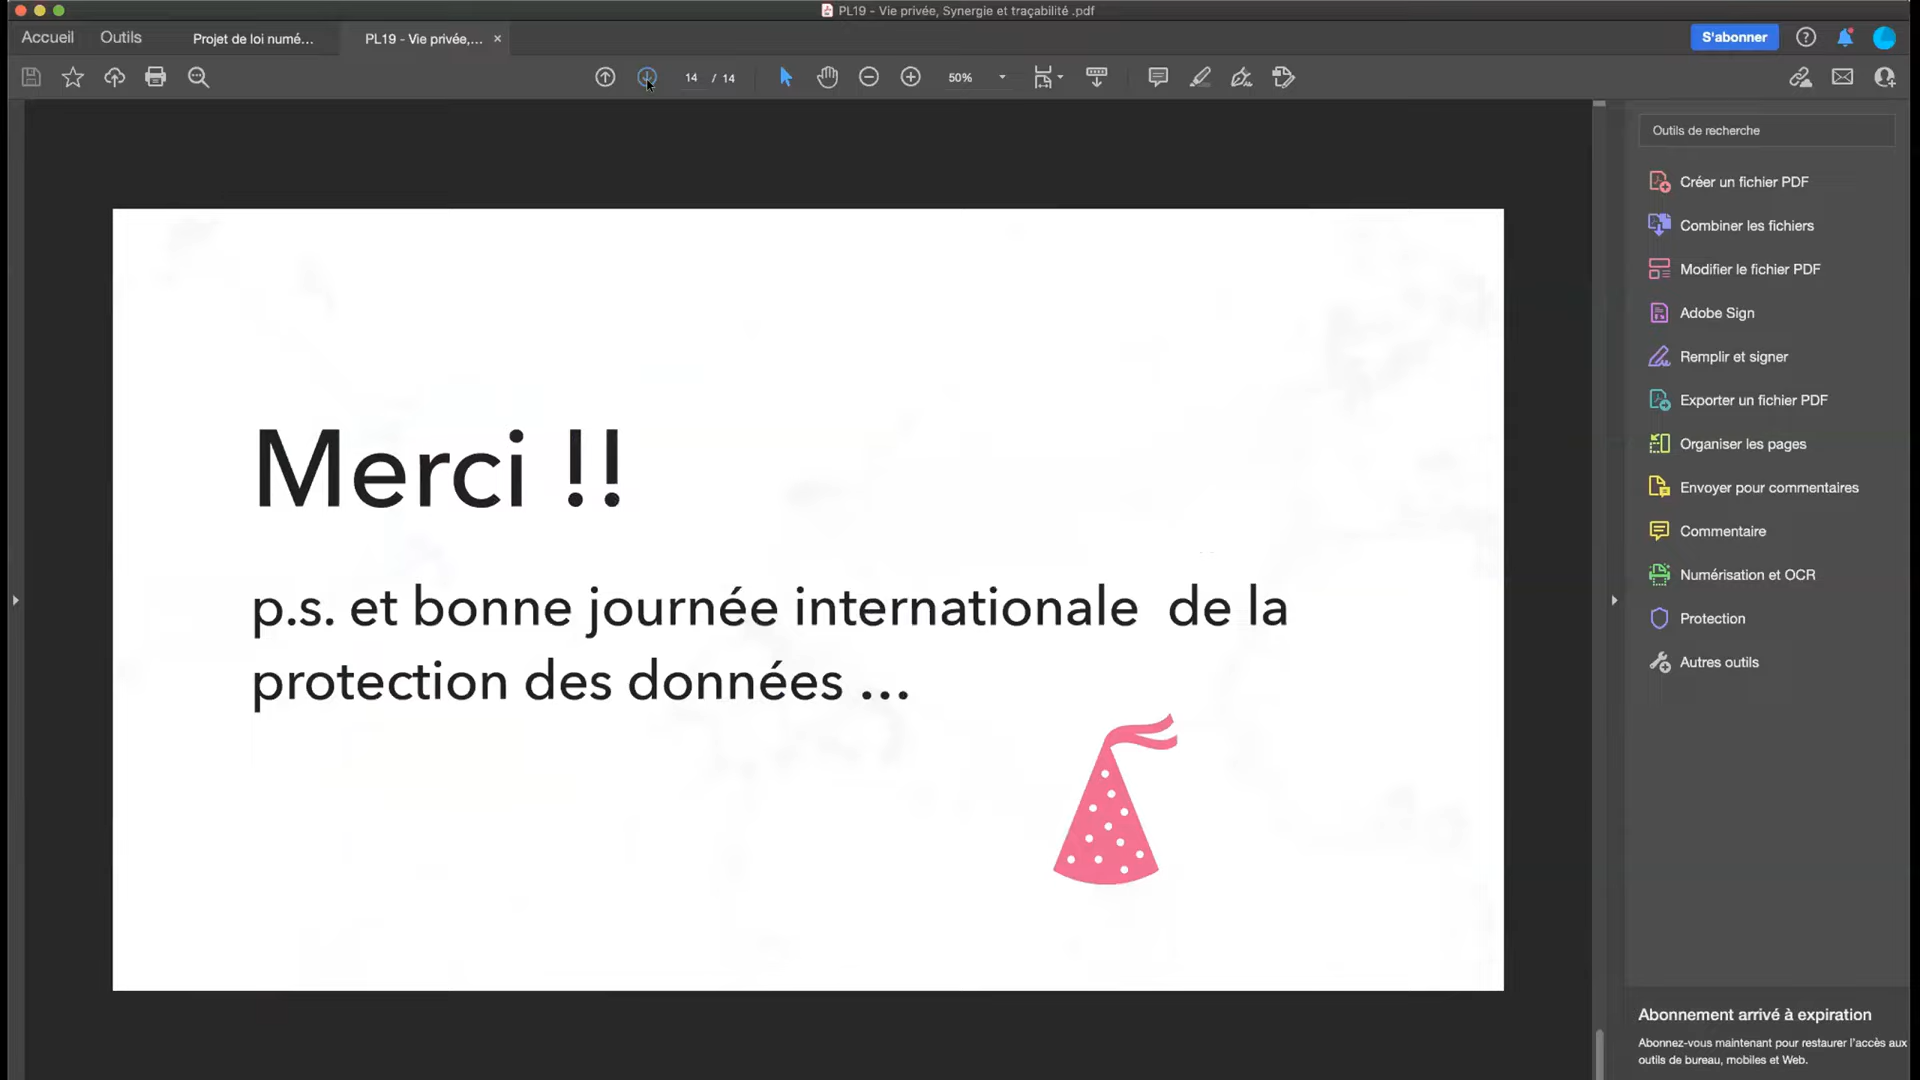 PL19 - Vie privée, Synergie et traçabilité .pdf
Accueil
Outils
Projet de loi numé...
PL19 - Vie privée,...
S'abonner
14 / 14
50%
Outils de recherche
Créer un fichier PDF
Combiner les fichiers
Modifier le fichier PDF
Adobe Sign
Remplir et signer
Exporter un fichier PDF
Organiser les pages
Envoyer pour commentaires
Commentaire
Numérisation et OCR
Protection
Autres outils
Merci !!
p.s. et bonne journée internationale de la
protection des données ...
Abonnement arrivé à expiration
Abonnez-vous maintenant pour restaurer l'accès aux
outils de bureau, mobiles et Web.